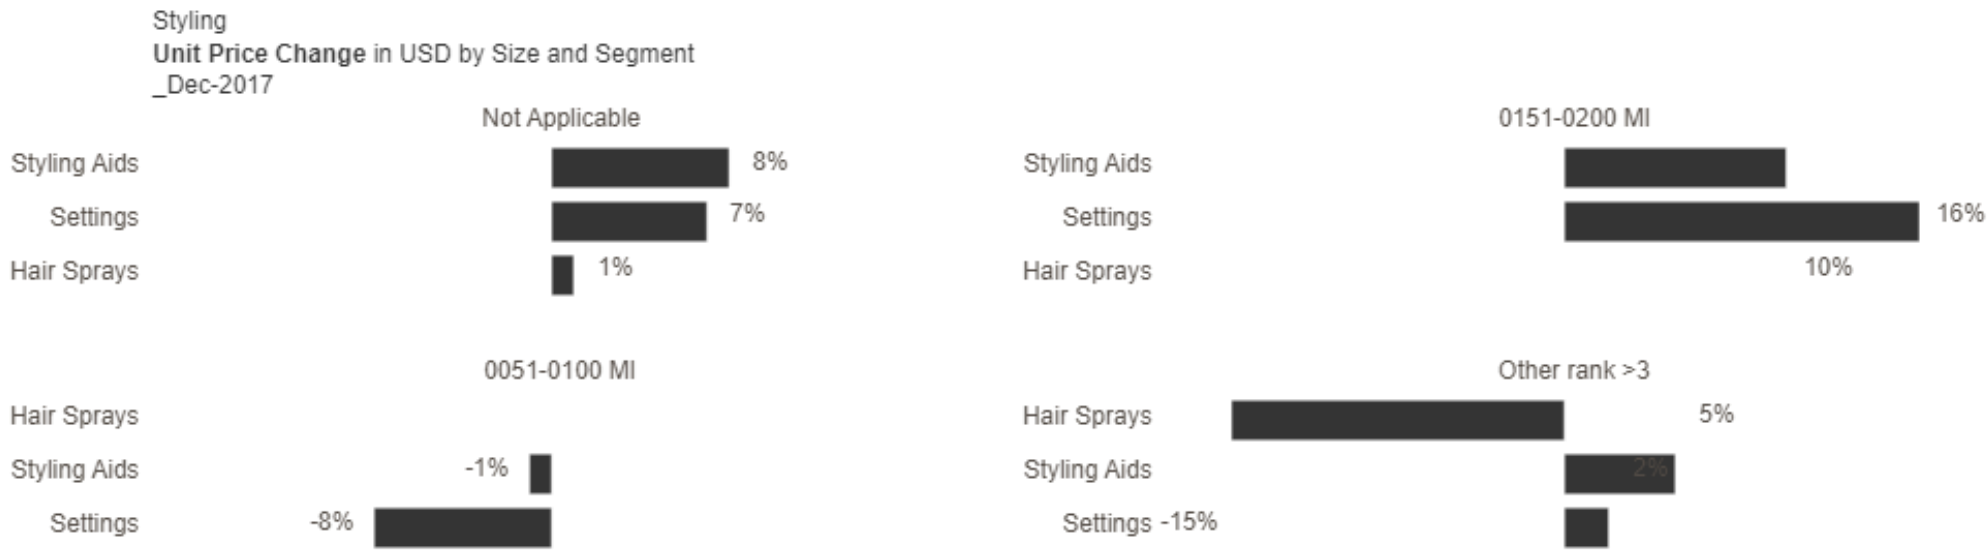 Styling
Unit Price Change in USD by Size and Segment
_Dec-2017
Not Applicable
Styling Aids 8%
Settings 7%
Hair Sprays 1%
0151-0200 MI
Styling Aids
Settings 16%
Hair Sprays 10%
0051-0100 MI
Hair Sprays
Styling Aids -1%
Settings -8%
Other rank >3
Hair Sprays 5%
Styling Aids 2%
Settings -15%